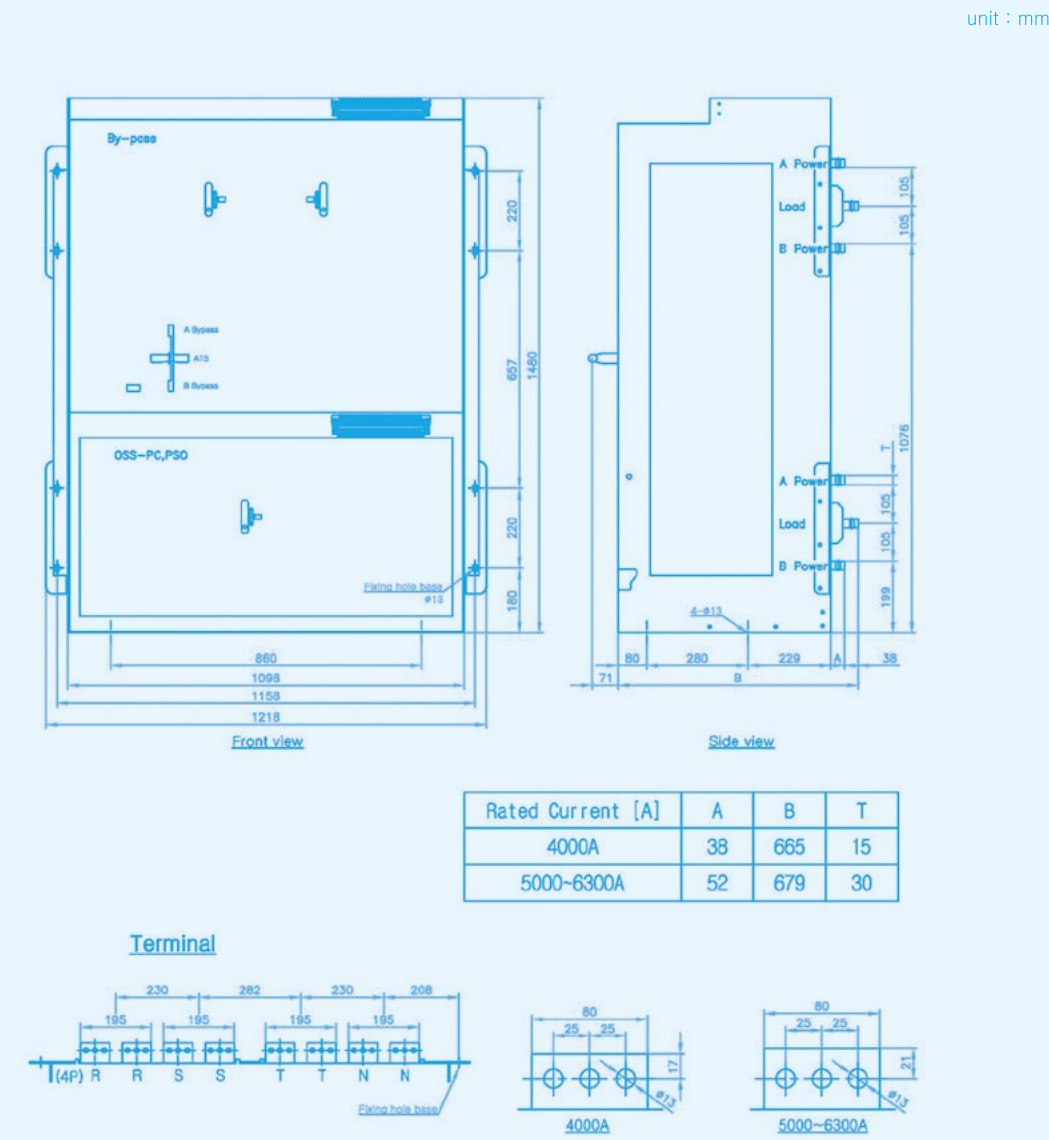 unit : mm
By-pass
A Bypass
ATS
B Bypass
OSS-PC,PSO
Fixing hole base
ø13
220
657
1480
220
180
860
1098
1158
1218
Front view
A Power
Load
B Power
105
105
1076
T
A Power
Load
B Power
105
105
199
4-ø13
80 280 229 A 38
71 B
Side view
Rated Current [A] A B T
4000A 38 665 15
5000~6300A 52 679 30
Terminal
230 282 230 208
195 195 195 195
(4P) R R S S T T N N
Fixing hole base
80
25 25
17
ø13
4000A
80
25 25
21
ø13
5000~6300A